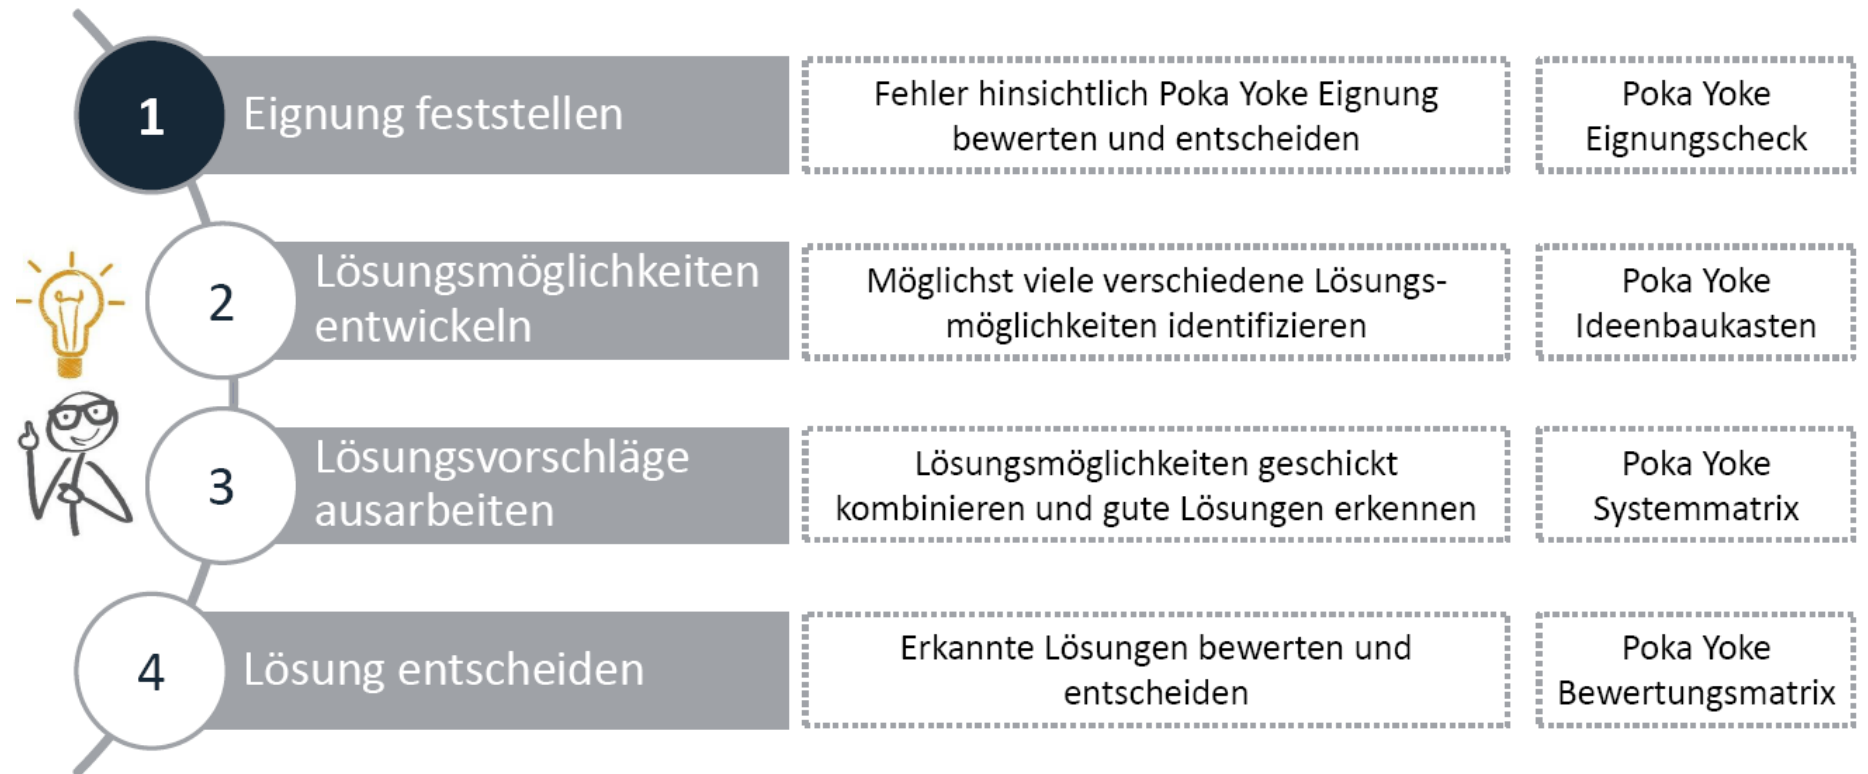 1
Eignung feststellen
Fehler hinsichtlich Poka Yoke Eignung
bewerten und entscheiden
Poka Yoke
Eignungscheck
2
Lösungsmöglichkeiten
entwickeln
Möglichst viele verschiedene Lösungs-
möglichkeiten identifizieren
Poka Yoke
Ideenbaukasten
3
Lösungsvorschläge
ausarbeiten
Lösungsmöglichkeiten geschickt
kombinieren und gute Lösungen erkennen
Poka Yoke
Systemmatrix
4
Lösung entscheiden
Erkannte Lösungen bewerten und
entscheiden
Poka Yoke
Bewertungsmatrix